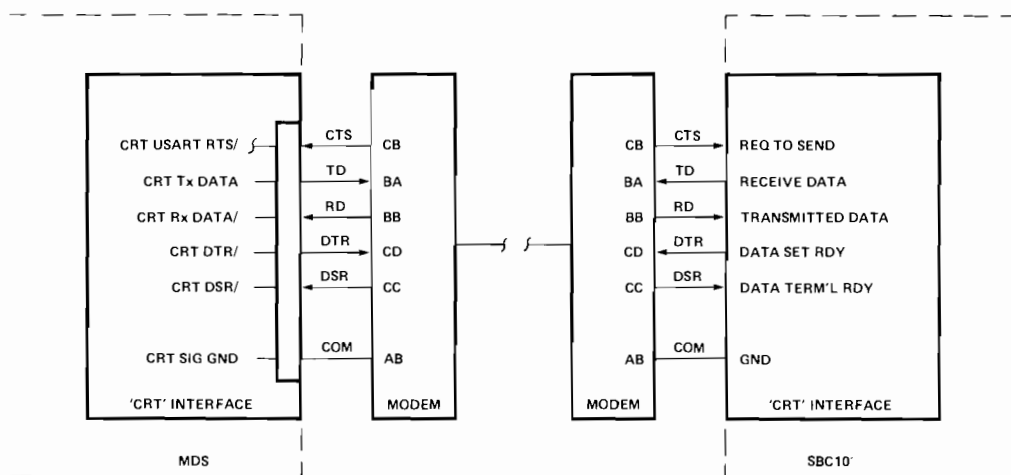 CTS CTS
CRT USART RTS/ CB CB REQ TO SEND
TD TD
CRT Tx DATA BA BA RECEIVE DATA
RD RD
CRT Rx DATA/ BB BB TRANSMITTED DATA
DTR DTR
CRT DTR/ CD CD DATA SET RDY
DSR DSR
CRT DSR/ CC CC DATA TERM'L RDY
COM COM
CRT SIG GND AB AB GND
'CRT' INTERFACE MODEM MODEM 'CRT' INTERFACE
MDS SBC10'